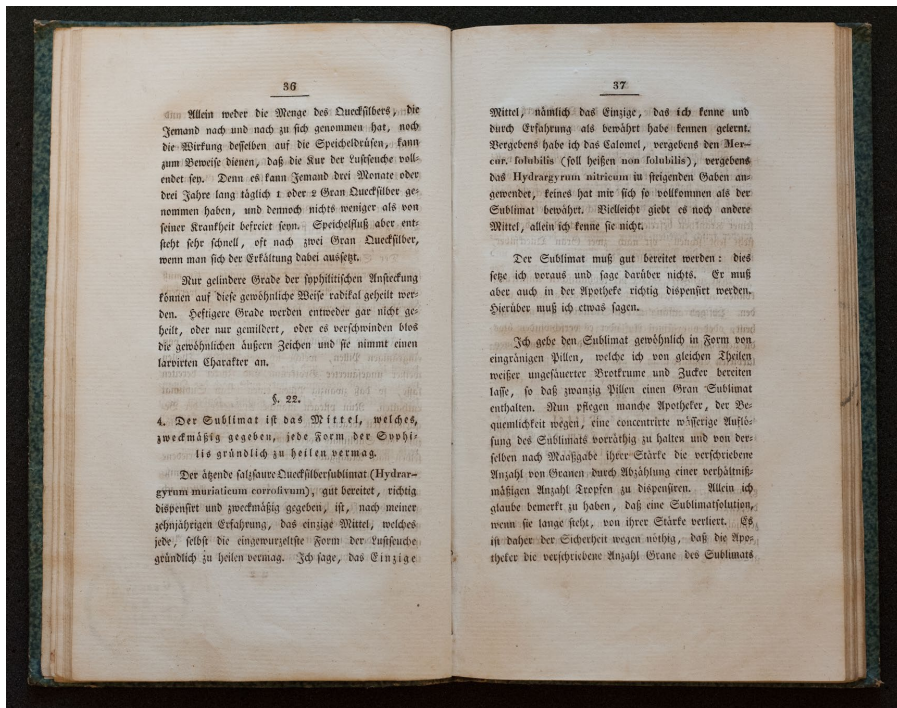 36
Allein weder die Menge des Quecksilbers, die
Jemand nach und nach zu sich genommen hat, noch
die Wirkung desselben auf die Speicheldrüsen, kann
zum Beweise dienen, daß die Kur der Lustseuche voll-
endet sey. Denn es kann Jemand drei Monate oder
drei Jahre lang täglich 1 oder 2 Gran Quecksilber ge-
nommen haben, und dennoch nichts weniger als von
seiner Krankheit befreiet seyn. Speichelfluß aber ent-
steht sehr schnell, oft nach zwei Gran Quecksilber,
wenn man sich der Erkältung dabei aussetzt.
Nur gelindere Grade der syphilitischen Ansteckung
können auf diese gewöhnliche Weise radikal geheilt wer-
den. Heftigere Grade werden entweder gar nicht ge-
heilt, oder nur gemildert, oder es verschwinden blos
die gewöhnlichen äußern Zeichen und sie nimmt einen
larvirten Charakter an.
§. 22.
4. Der Sublimat ist das Mittel, welches,
zweckmäßig gegeben, jede Form der Syphi-
lis gründlich zu heilen vermag.
Der ätzende salzsaure Quecksilbersublimat (Hydrar-
gyrum muriaticum corrosivum), gut bereitet, richtig
dispensirt und zweckmäßig gegeben, ist, nach meiner
zehnjährigen Erfahrung, das einzige Mittel, welches
jede, selbst die eingewurzeltste Form der Lustseuche
gründlich zu heilen vermag. Ich sage, das Einzige
37
Mittel, nämlich das Einzige, das ich kenne und
durch Erfahrung als bewährt habe kennen gelernt.
Vergebens habe ich das Calomel, vergebens den Mer-
cur. solubilis (soll heißen non solubilis), vergebens
das Hydrargyrum nitricum in steigenden Gaben an-
gewendet, keines hat mir sich so vollkommen als der
Sublimat bewährt. Vielleicht giebt es noch andere
Mittel, allein ich kenne sie nicht.
Der Sublimat muß gut bereitet werden: dies
setze ich voraus und sage darüber nichts. Er muß
aber auch in der Apotheke richtig dispensirt werden.
Hierüber muß ich etwas sagen.
Ich gebe den Sublimat gewöhnlich in Form von
eingränigen Pillen, welche ich von gleichen Theilen
weißer ungesäuerter Brotkrume und Zucker bereiten
lasse, so daß zwanzig Pillen einen Gran Sublimat
enthalten. Nun pflegen manche Apotheker, der Be-
quemlichkeit wegen, eine concentrirte wässerige Auflö-
sung des Sublimats vorräthig zu halten und von der-
selben nach Maaßgabe ihrer Stärke die verschriebene
Anzahl von Granen durch Abzählung einer verhältniß-
mäßigen Anzahl Tropfen zu dispensiren. Allein ich
glaube bemerkt zu haben, daß eine Sublimatsolution,
wenn sie lange steht, von ihrer Stärke verliert. Es
ist daher der Sicherheit wegen nöthig, daß die Apo-
theker die verschriebene Anzahl Grane des Sublimats